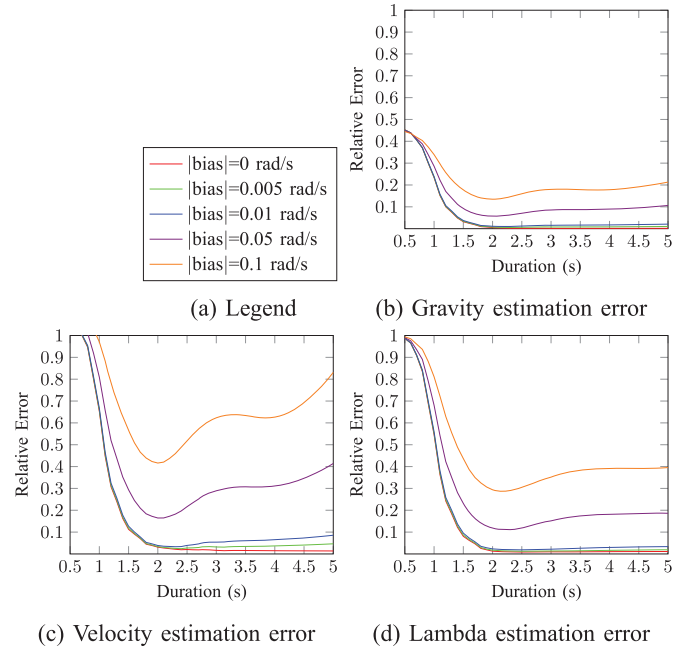 1
0.9
0.8
0.7
0.6
0.5
0.4
0.3
0.2
0.1
Relative Error
0.5 1 1.5 2 2.5 3 3.5 4 4.5 5
Duration (s)
|bias|=0 rad/s
|bias|=0.005 rad/s
|bias|=0.01 rad/s
|bias|=0.05 rad/s
|bias|=0.1 rad/s
(a) Legend
(b) Gravity estimation error
1
0.9
0.8
0.7
0.6
0.5
0.4
0.3
0.2
0.1
Relative Error
0.5 1 1.5 2 2.5 3 3.5 4 4.5 5
Duration (s)
(c) Velocity estimation error
1
0.9
0.8
0.7
0.6
0.5
0.4
0.3
0.2
0.1
Relative Error
0.5 1 1.5 2 2.5 3 3.5 4 4.5 5
Duration (s)
(d) Lambda estimation error